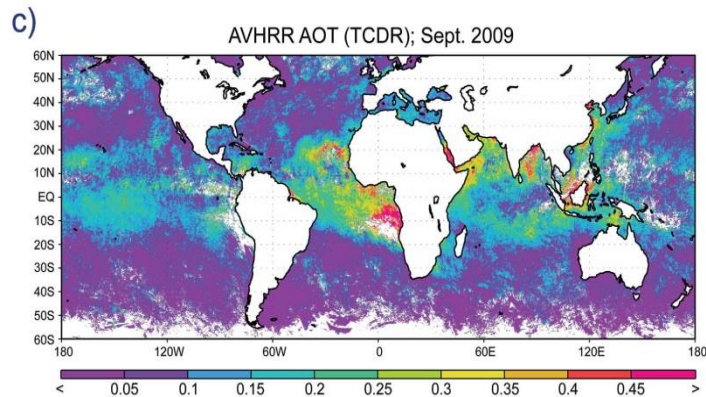 c)
AVHRR AOT (TCDR); Sept. 2009
60N
50N
40N
30N
20N
10N
EQ
10S
20S
30S
40S
50S
60S
180 120W 60W 0 60E 120E 180
< 0.05 0.1 0.15 0.2 0.25 0.3 0.35 0.4 0.45 >